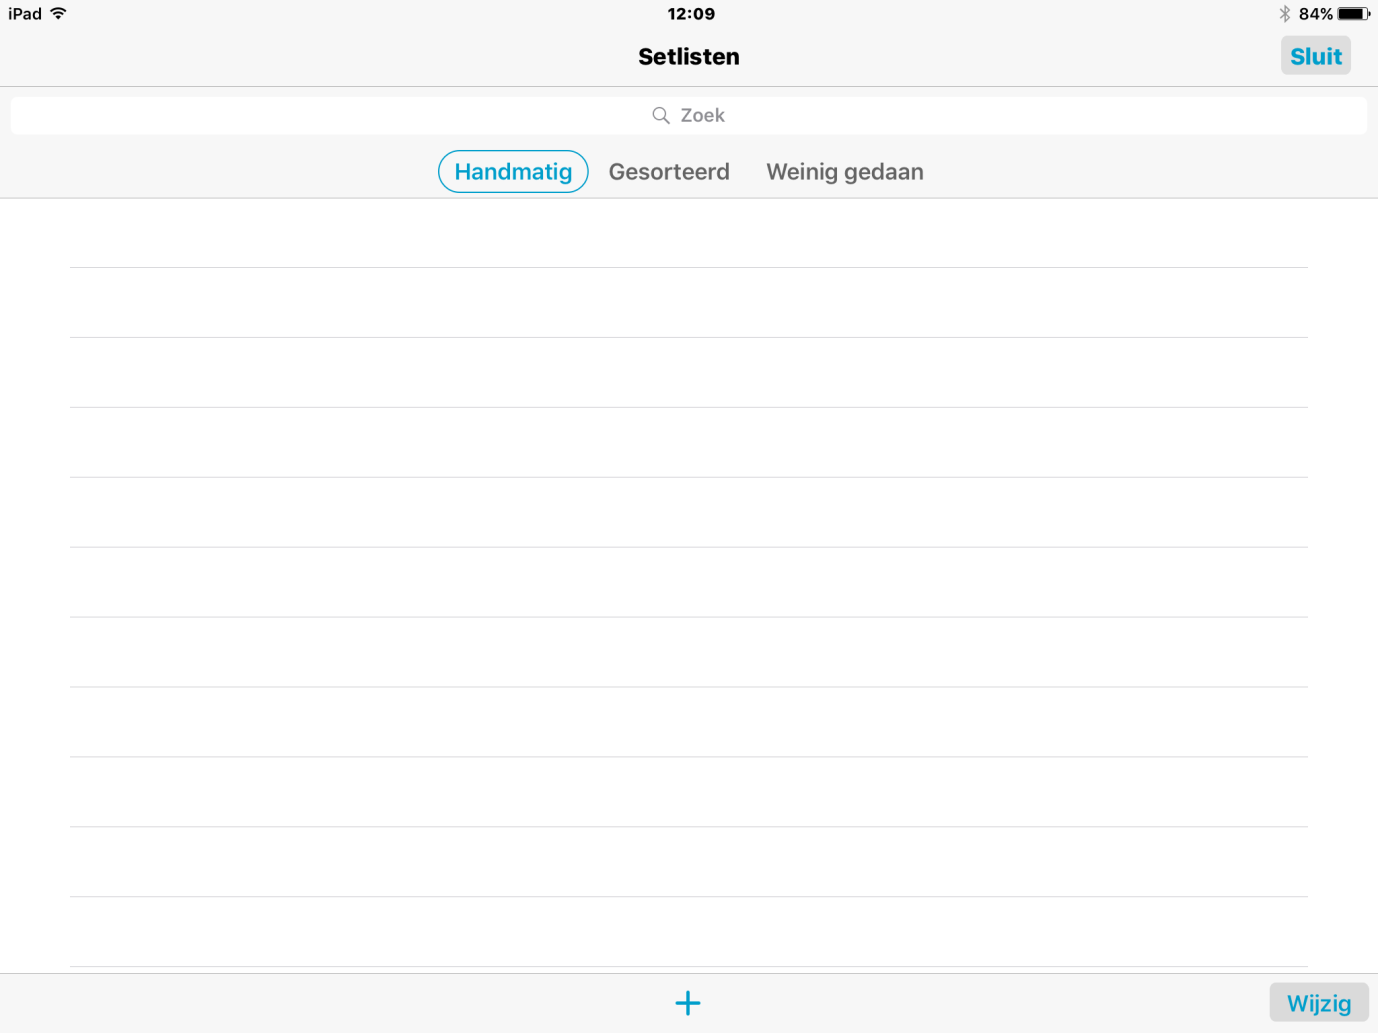 iPad 12:09 84%
Setlisten Sluit
Zoek
Handmatig Gesorteerd Weinig gedaan
+ Wijzig